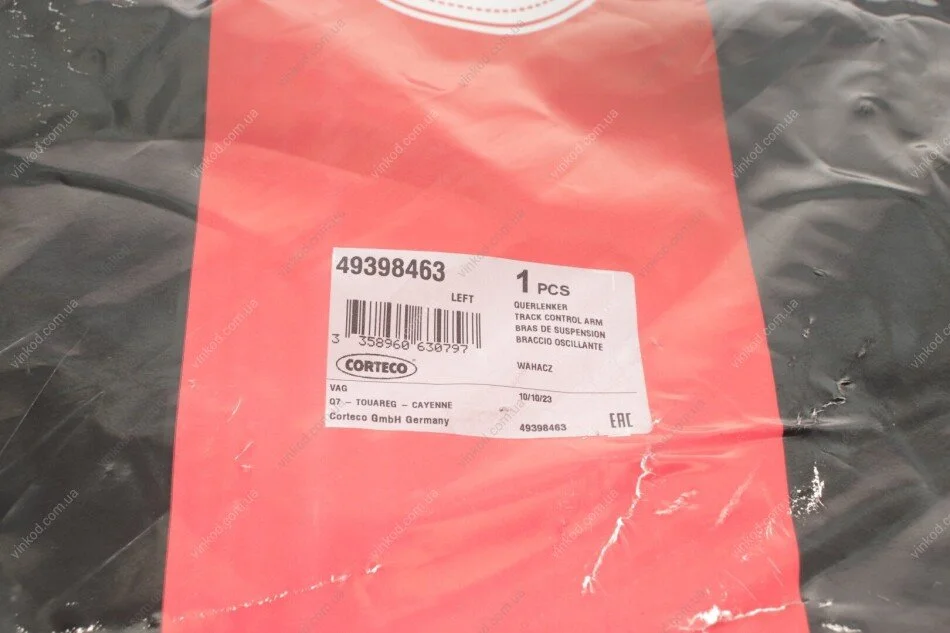 49398463
LEFT
3 358960 630797
CORTECO
VAG
Q7 - TOUAREG - CAYENNE
Corteco GmbH Germany
1 PCS
QUERLENKER
TRACK CONTROL ARM
BRAS DE SUSPENSION
BRACCIO OSCILLANTE
WAHACZ
10/10/23
49398463
EAC
vinkod.com.ua